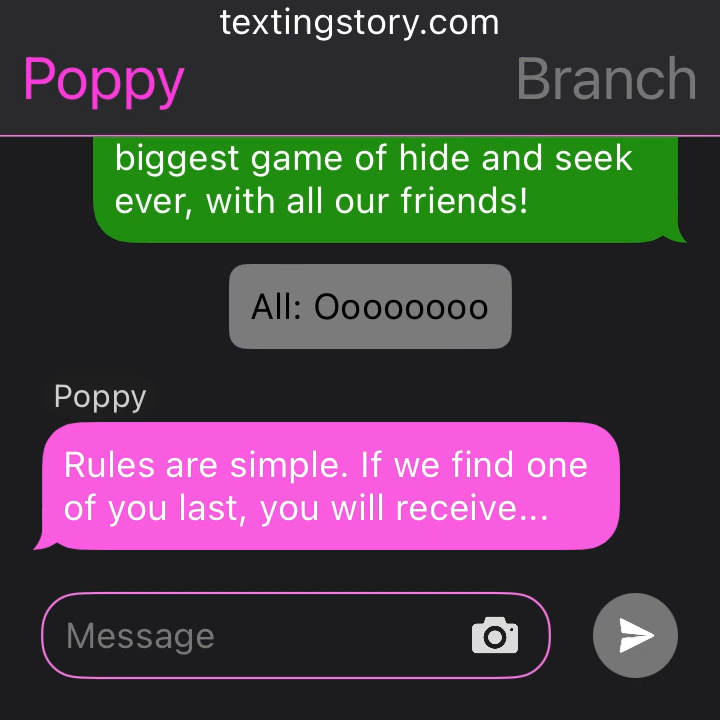 textingstory.com
Poppy
Branch
biggest game of hide and seek
ever, with all our friends!
All: Oooooooo
Poppy
Rules are simple. If we find one
of you last, you will receive...
Message